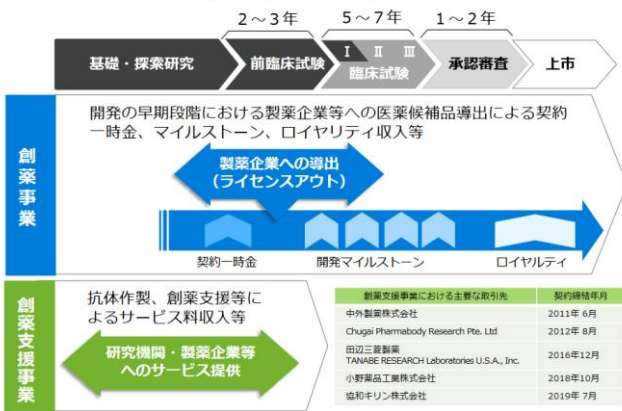 2～3年
5～7年
1～2年
基礎・探索研究
前臨床試験
Ⅰ Ⅱ Ⅲ
臨床試験
承認審査
上市
創薬事業
開発の早期段階における製薬企業等への医薬候補品導出による契約
一時金、マイルストーン、ロイヤリティ収入等
製薬企業への導出
（ライセンスアウト）
契約一時金
開発マイルストーン
ロイヤルティ
創薬支援事業
抗体作製、創薬支援等に
よるサービス料収入等
研究機関・製薬企業等
へのサービス提供
創薬支援事業における主要な取引先 契約締結年月
中外製薬株式会社 2011年 6月
Chugai Pharmabody Research Pte. Ltd 2012年 8月
田辺三菱製薬
TANABE RESEARCH Laboratories U.S.A., Inc. 2016年12月
小野薬品工業株式会社 2018年10月
協和キリン株式会社 2019年 7月